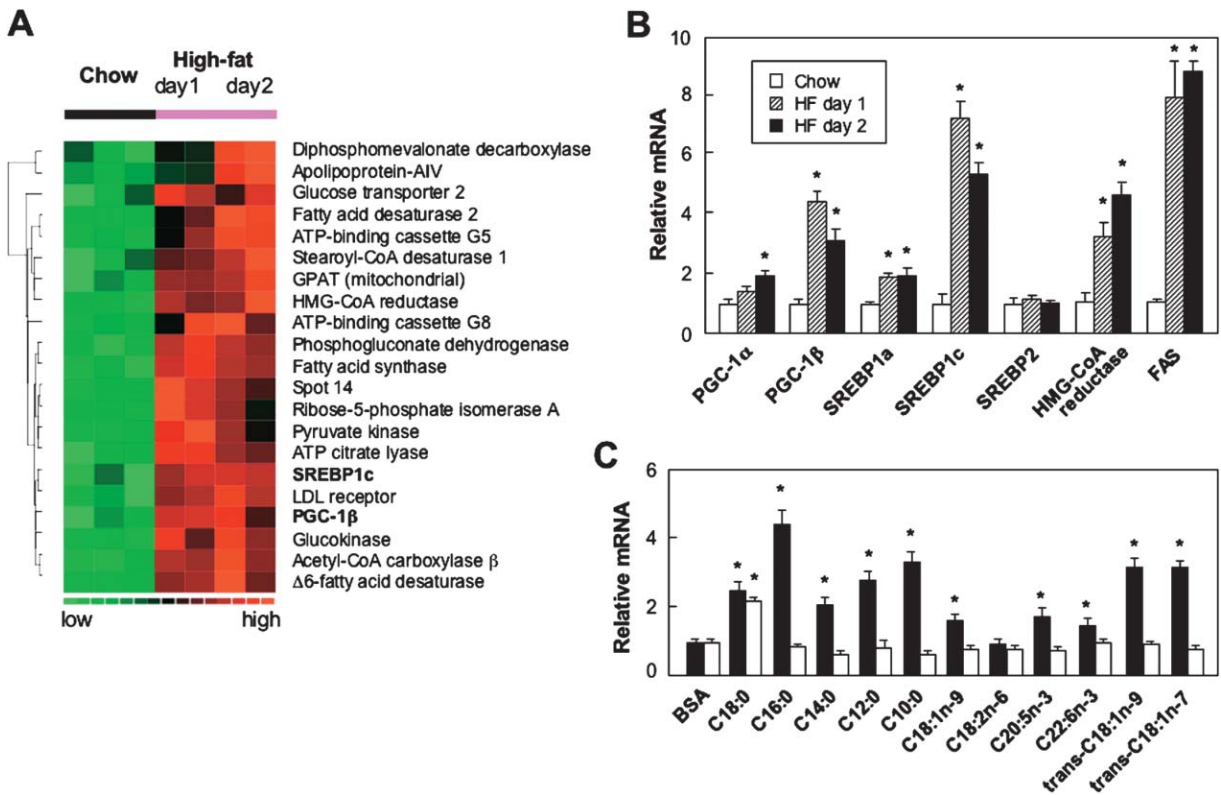 A
Chow
High-fat
day1 day2
Diphosphomevalonate decarboxylase
Apolipoprotein-AIV
Glucose transporter 2
Fatty acid desaturase 2
ATP-binding cassette G5
Stearoyl-CoA desaturase 1
GPAT (mitochondrial)
HMG-CoA reductase
ATP-binding cassette G8
Phosphogluconate dehydrogenase
Fatty acid synthase
Spot 14
Ribose-5-phosphate isomerase A
Pyruvate kinase
ATP citrate lyase
SREBP1c
LDL receptor
PGC-1β
Glucokinase
Acetyl-CoA carboxylase β
Δ6-fatty acid desaturase
low high
B
Relative mRNA
10
8
6
4
2
0
Chow
HF day 1
HF day 2
* * * * * * * * * * *
PGC-1α
PGC-1β
SREBP1a
SREBP1c
SREBP2
HMG-CoA
reductase
FAS
C
Relative mRNA
6
4
2
0
* * * * * * * * * * *
BSA
C18:0
C16:0
C14:0
C12:0
C10:0
C18:1n-9
C18:2n-6
C20:5n-3
C22:6n-3
trans-C18:1n-9
trans-C18:1n-7